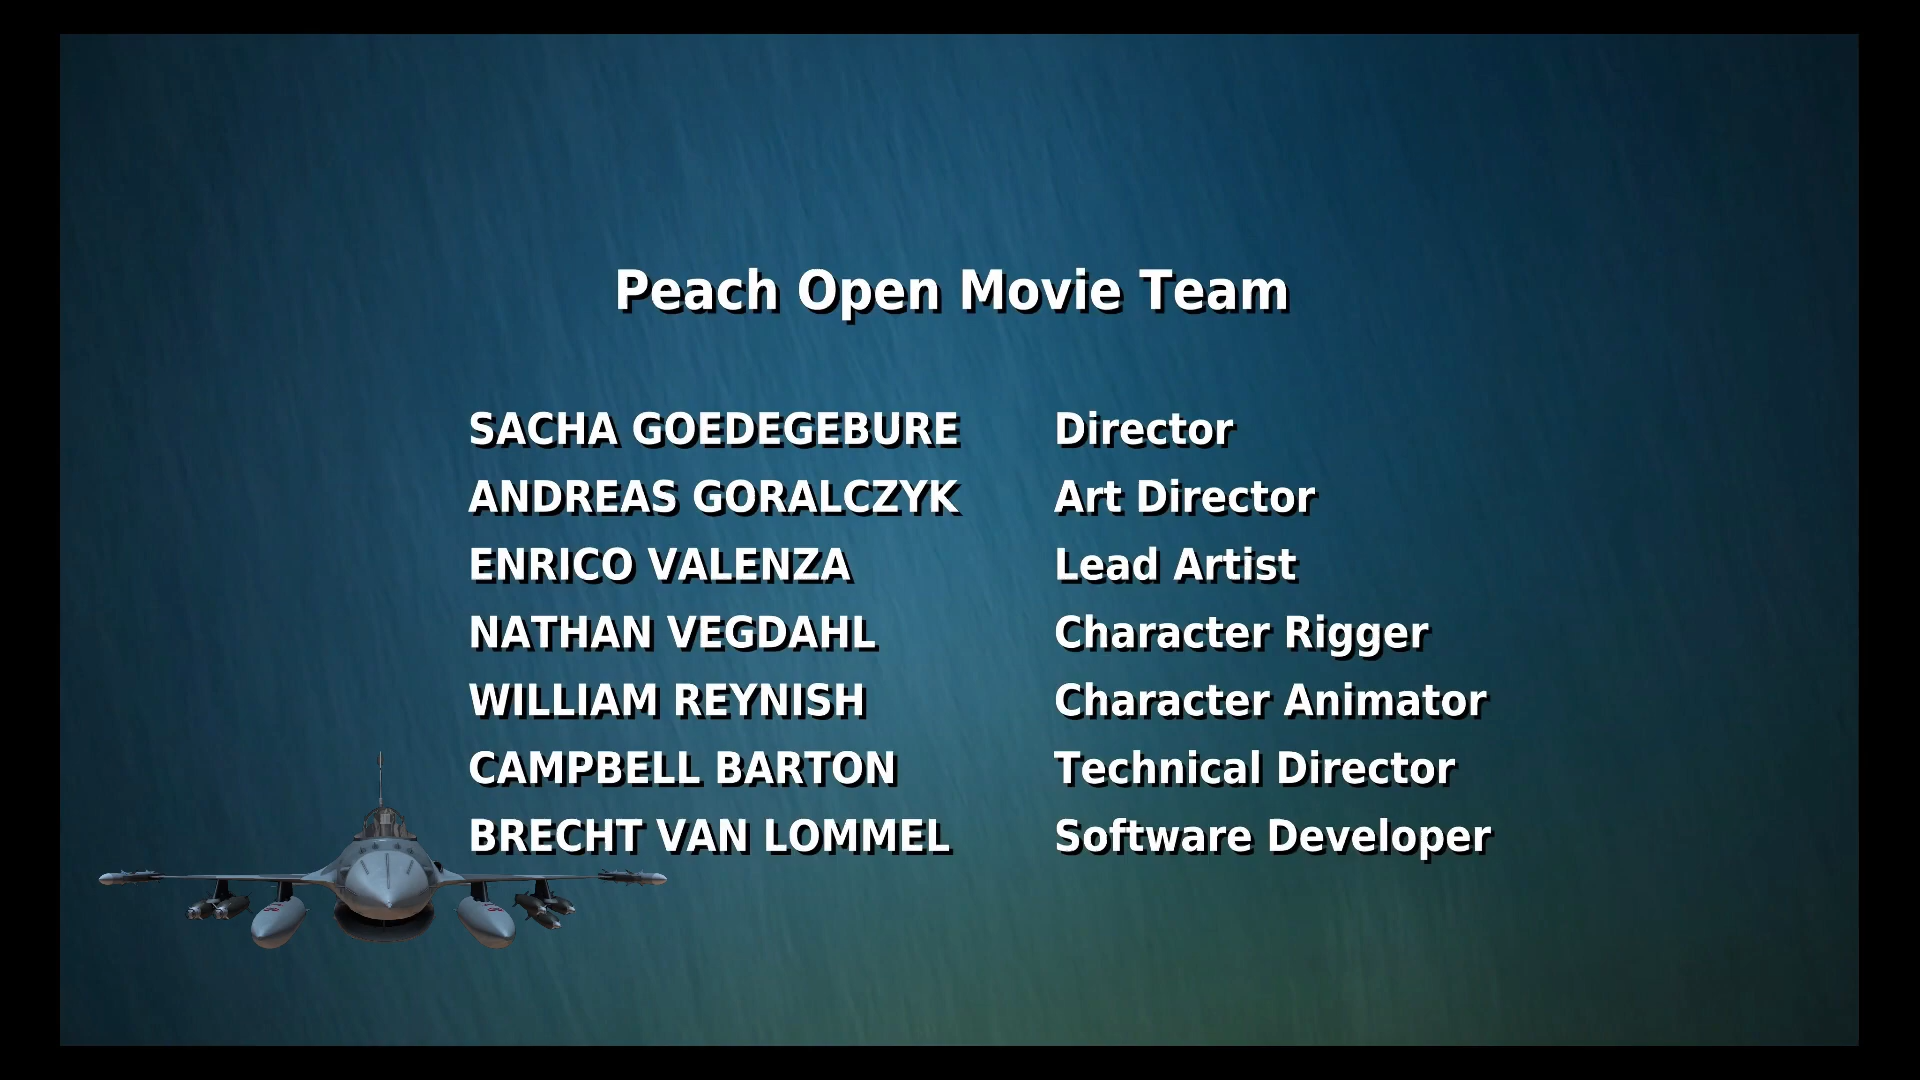 Peach Open Movie Team
SACHA GOEDEGEBURE Director
ANDREAS GORALCZYK Art Director
ENRICO VALENZA Lead Artist
NATHAN VEGDAHL Character Rigger
WILLIAM REYNISH Character Animator
CAMPBELL BARTON Technical Director
BRECHT VAN LOMMEL Software Developer